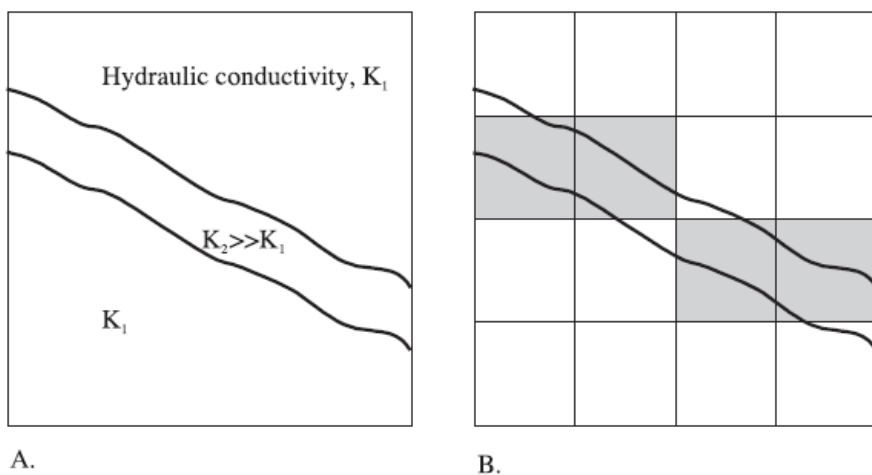 Hydraulic conductivity, K₁
K₂>>K₁
K₁
A.
B.